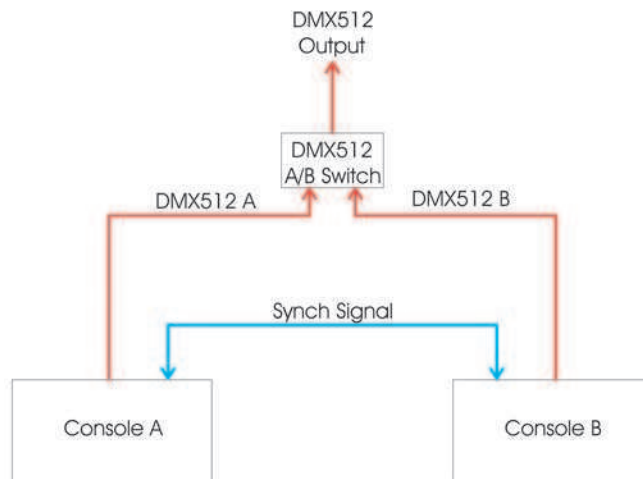 DMX512
Output
DMX512
A/B Switch
DMX512 A
DMX512 B
Synch Signal
Console A
Console B